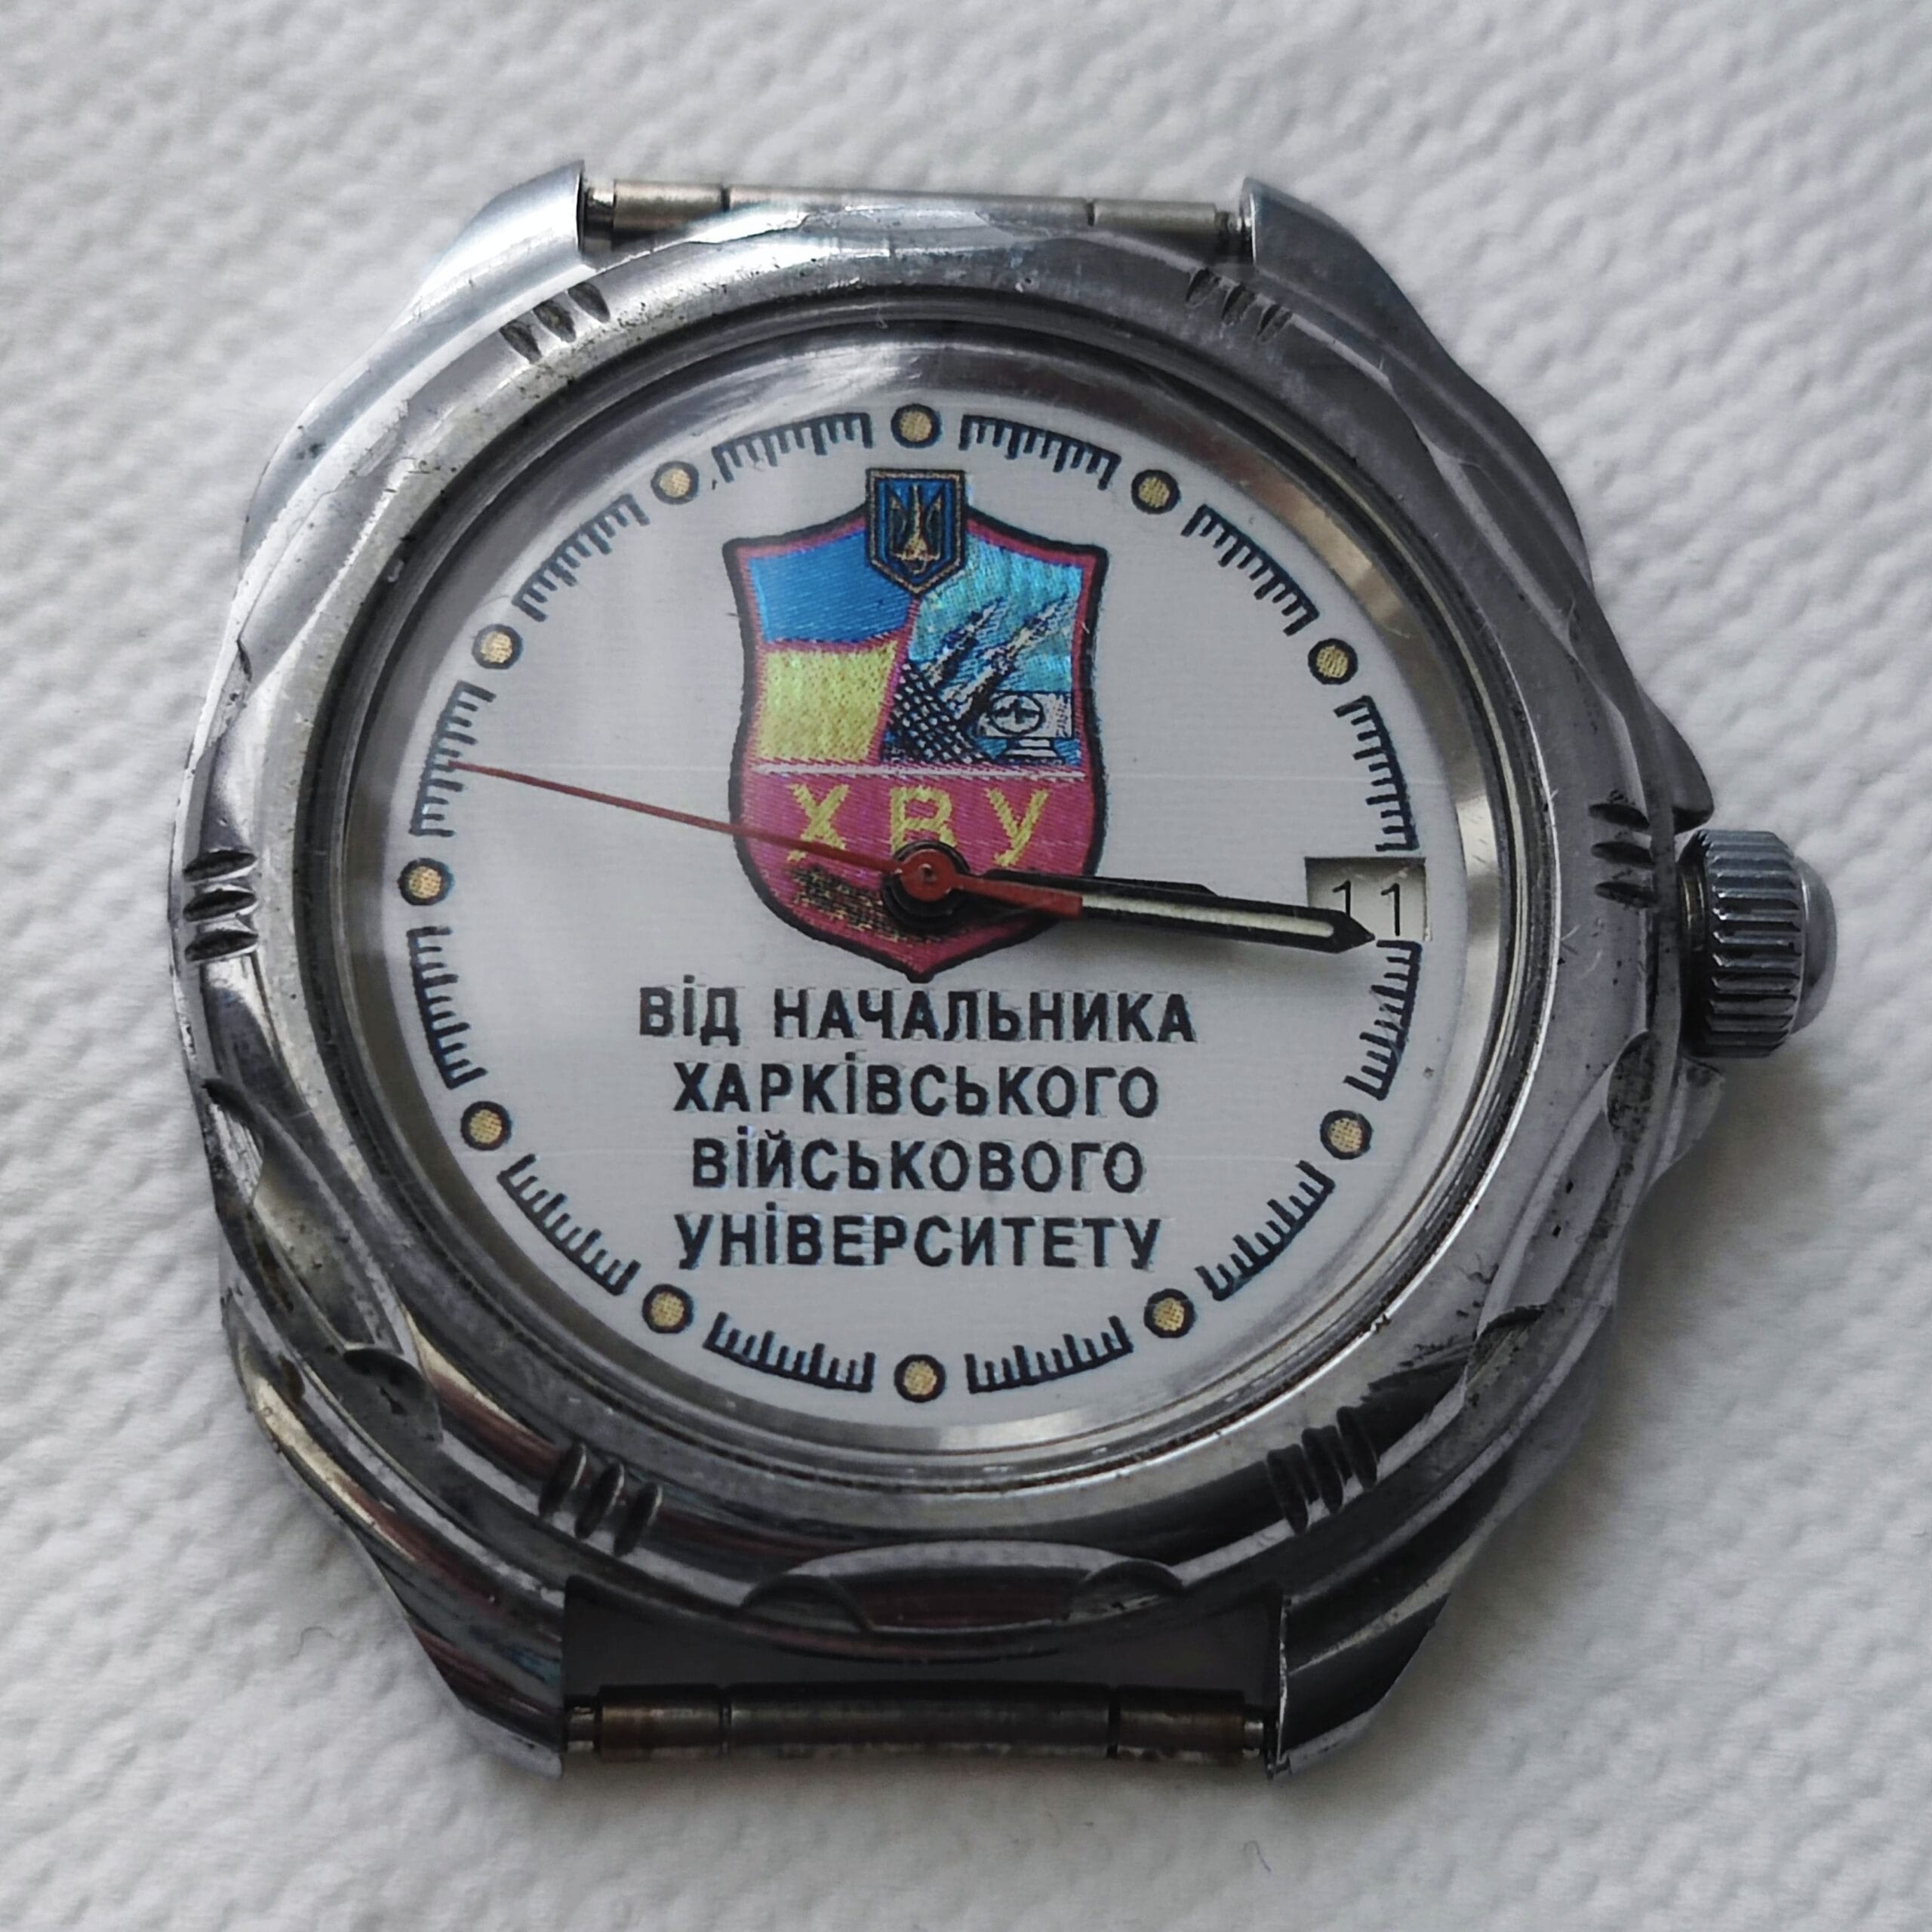 ХВУ
11
ВіД НАЧАЛЬНИКА
ХАРКіВСЬКОГО
ВіЙСЬКОВОГО
УНіВЕРСИТЕТУ